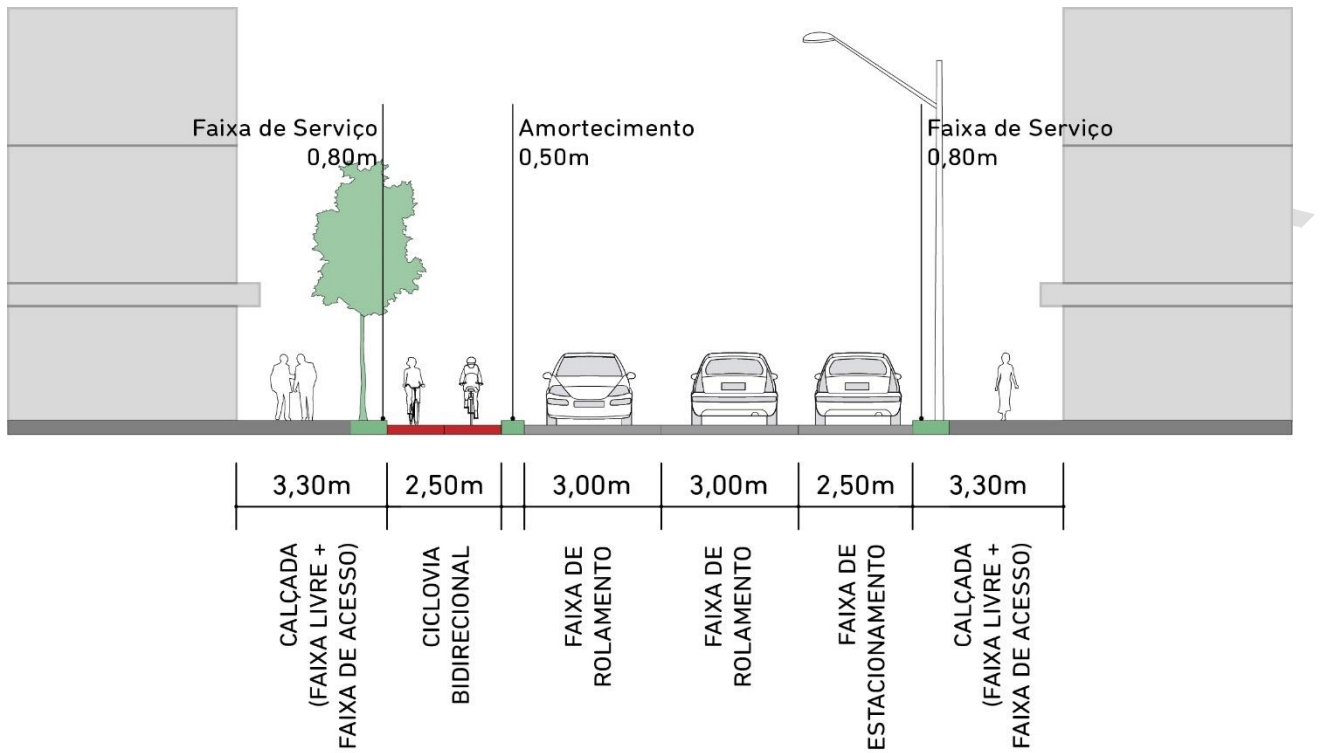 Faixa de Serviço
0,80m
Amortecimento
0,50m
Faixa de Serviço
0,80m
3,30m
2,50m
3,00m
3,00m
2,50m
3,30m
CALÇADA
(FAIXA LIVRE +
FAIXA DE ACESSO)
CICLOVIA
BIDIRECIONAL
FAIXA DE
ROLAMENTO
FAIXA DE
ROLAMENTO
FAIXA DE
ESTACIONAMENTO
CALÇADA
(FAIXA LIVRE +
FAIXA DE ACESSO)